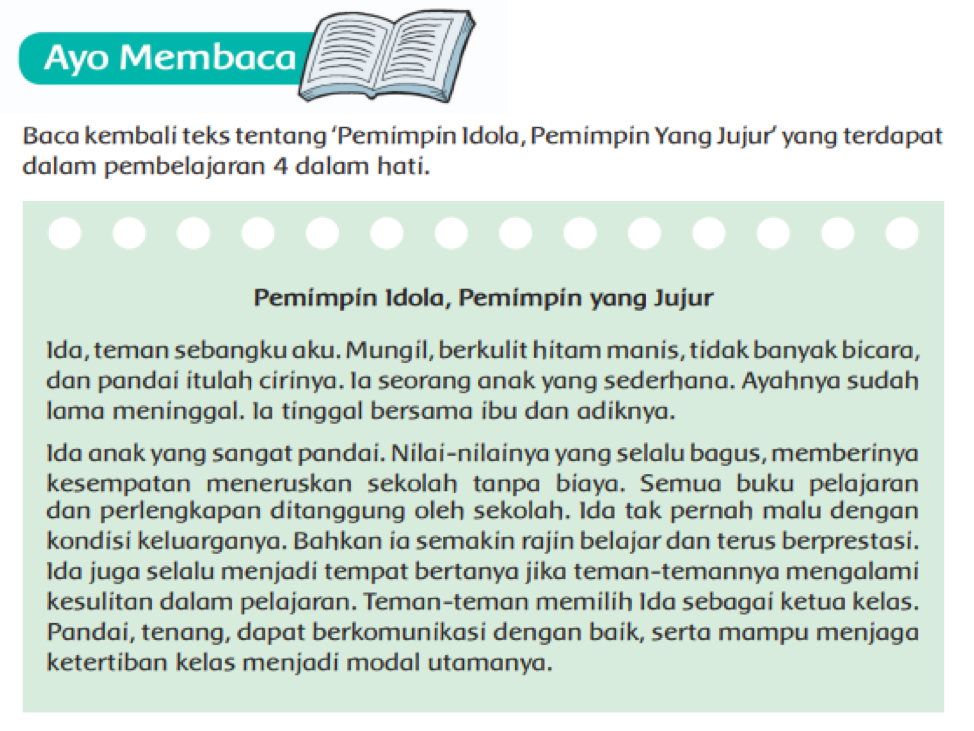 Ayo Membaca
Baca kembali teks tentang ‘Pemimpin Idola, Pemimpin Yang Jujur’ yang terdapat
dalam pembelajaran 4 dalam hati.
Pemimpin Idola, Pemimpin yang Jujur
Ida, teman sebangku aku. Mungil, berkulit hitam manis, tidak banyak bicara,
dan pandai itulah cirinya. Ia seorang anak yang sederhana. Ayahnya sudah
lama meninggal. Ia tinggal bersama ibu dan adiknya.
Ida anak yang sangat pandai. Nilai-nilainya yang selalu bagus, memberinya
kesempatan meneruskan sekolah tanpa biaya. Semua buku pelajaran
dan perlengkapan ditanggung oleh sekolah. Ida tak pernah malu dengan
kondisi keluarganya. Bahkan ia semakin rajin belajar dan terus berprestasi.
Ida juga selalu menjadi tempat bertanya jika teman-temannya mengalami
kesulitan dalam pelajaran. Teman-teman memilih Ida sebagai ketua kelas.
Pandai, tenang, dapat berkomunikasi dengan baik, serta mampu menjaga
ketertiban kelas menjadi modal utamanya.